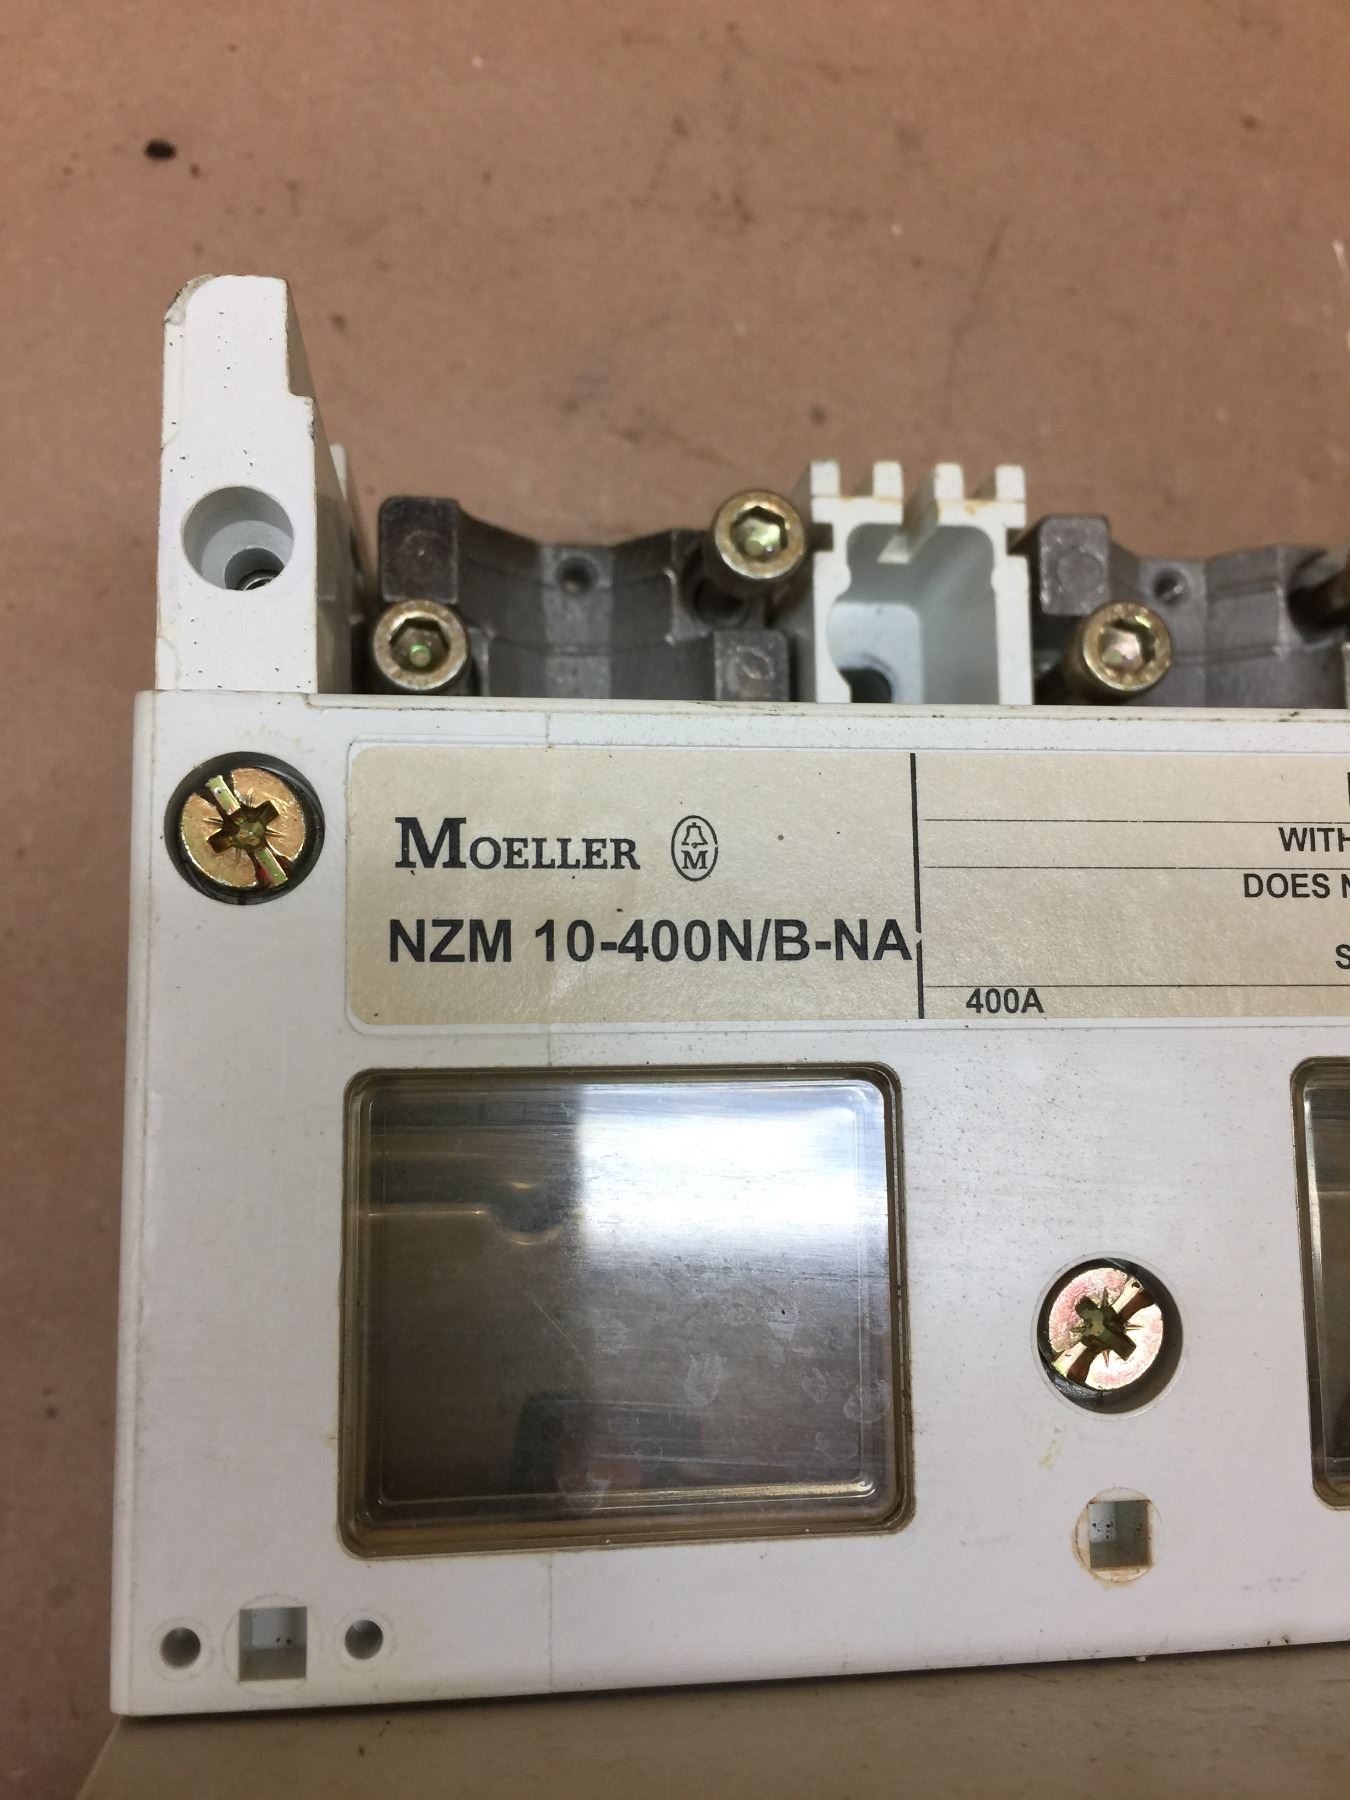 MOELLER M
NZM 10-400N/B-NA
WITH
DOES N
S
400A